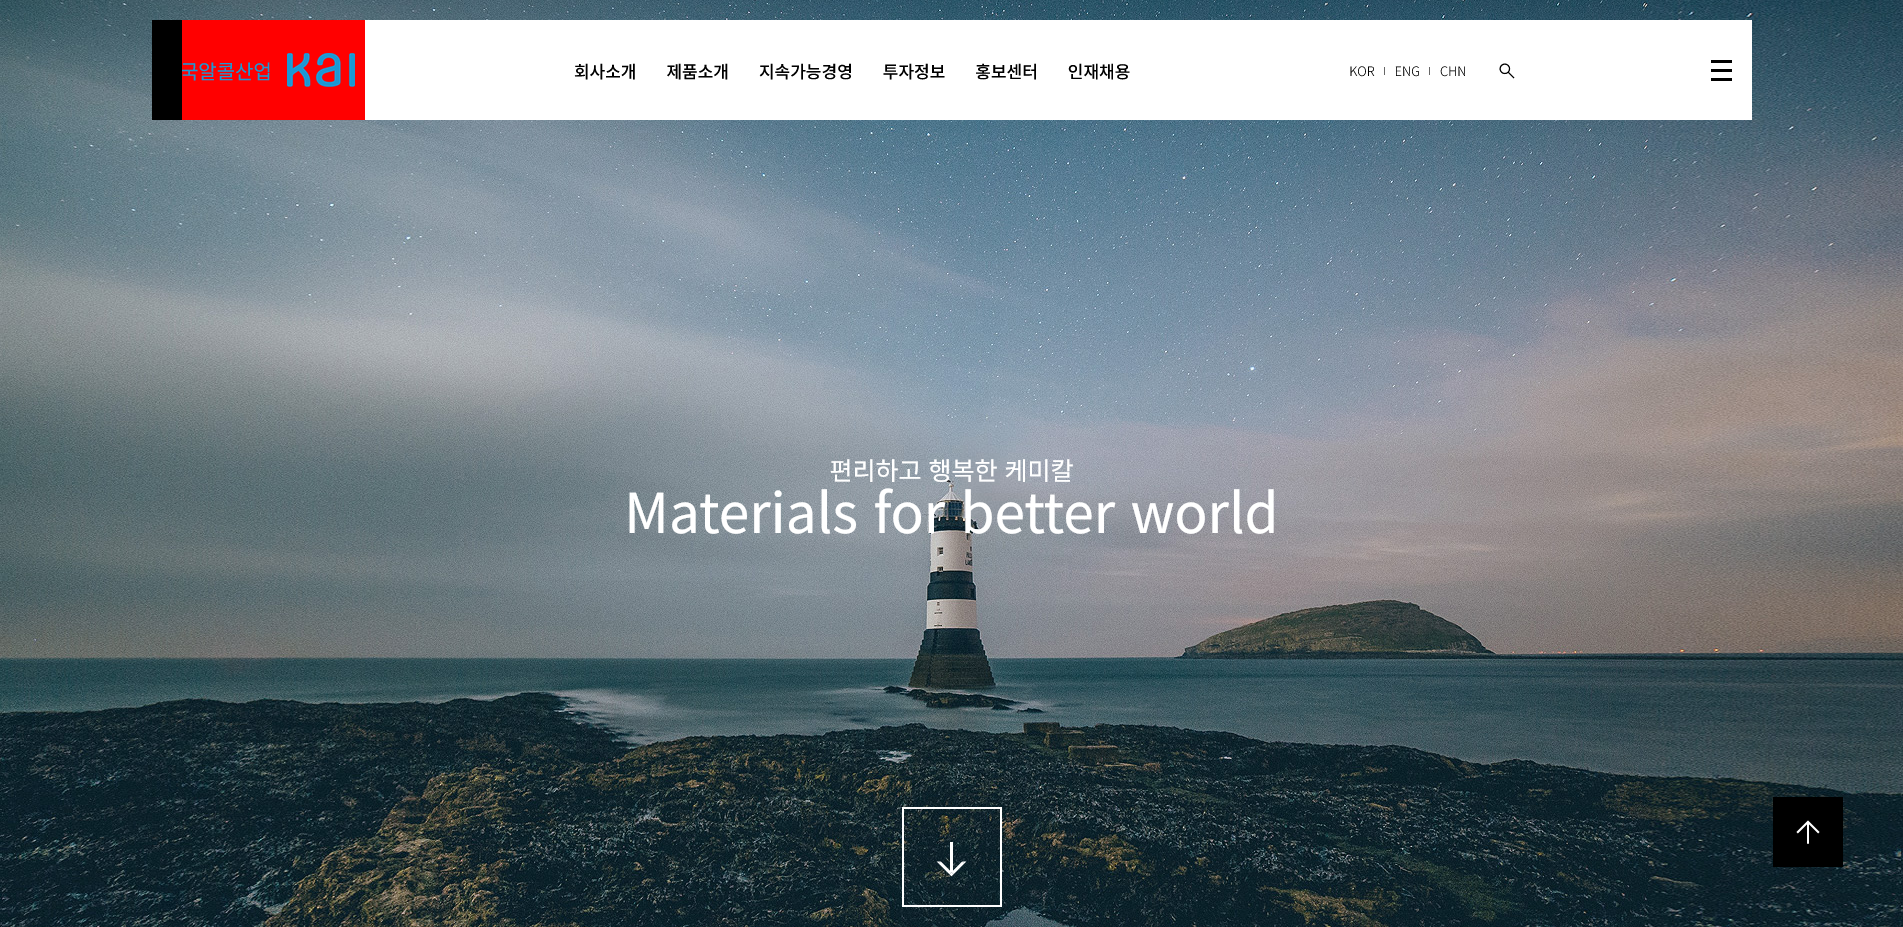 국알콜산업 kai
회사소개 제품소개 지속가능경영 투자정보 홍보센터 인재채용
KOR ENG CHN
편리하고 행복한 케미칼
Materials for better world